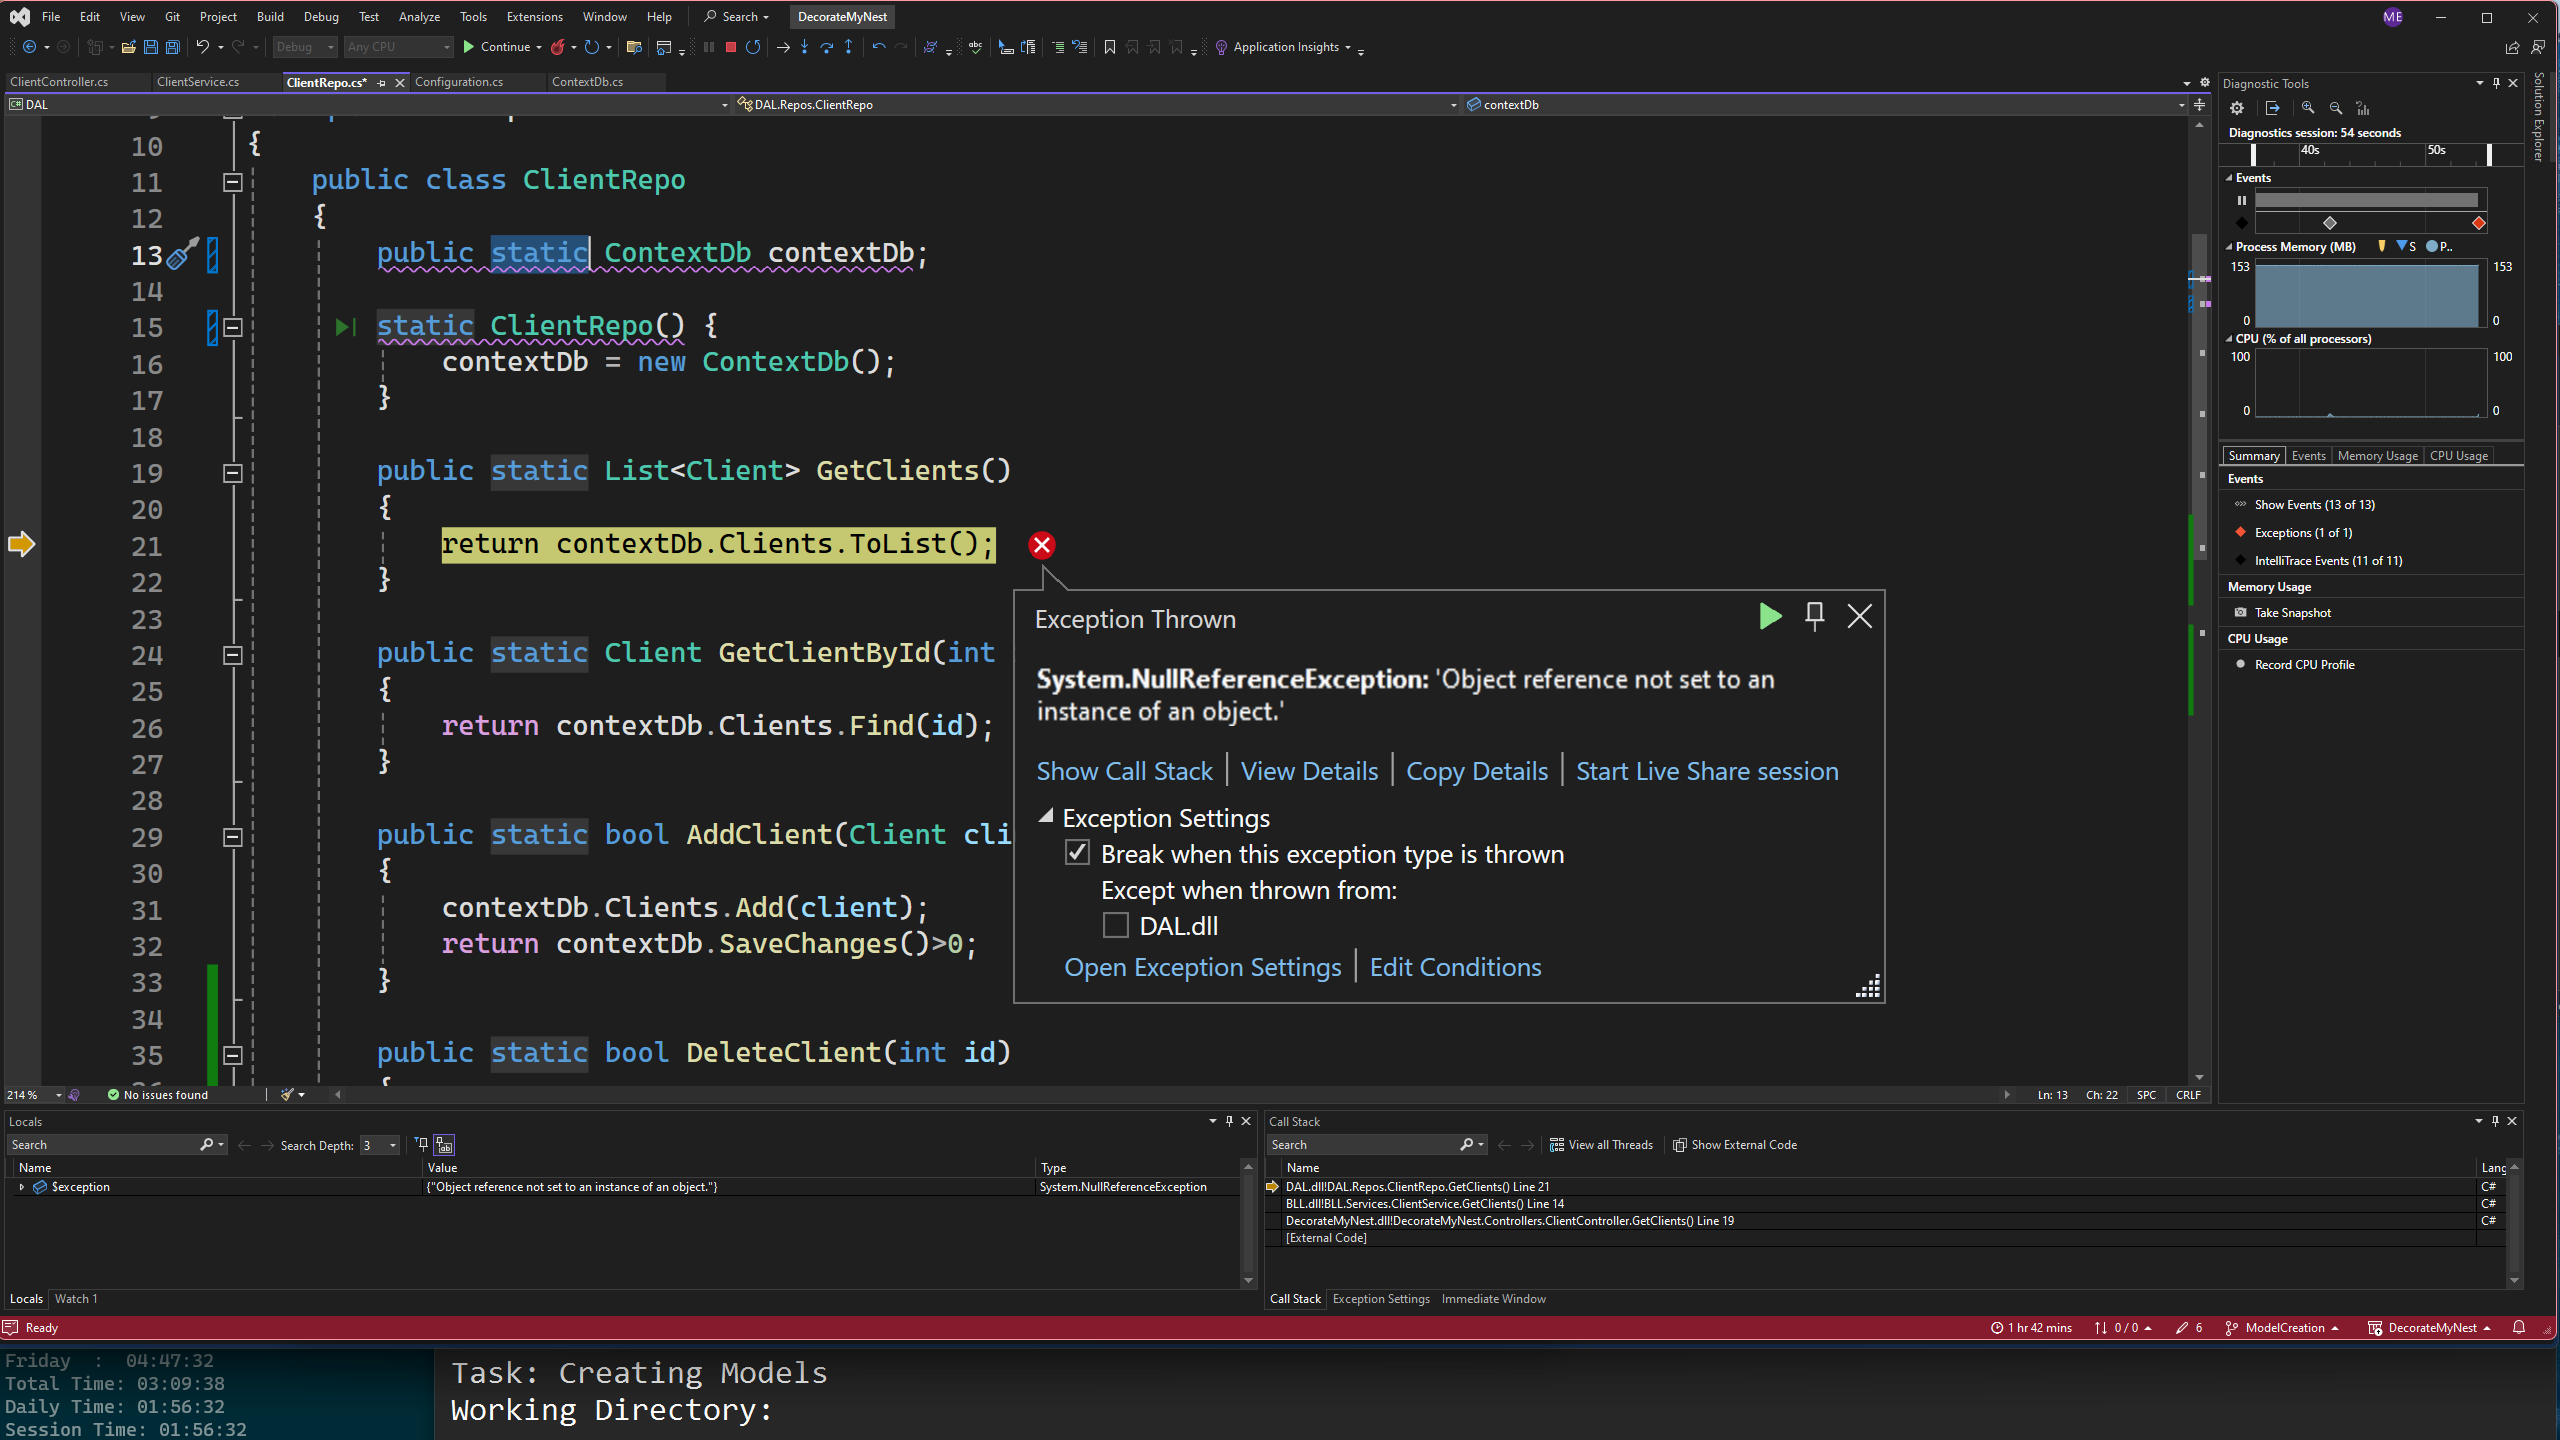 File Edit View Git Project Build Debug Test Analyze Tools Extensions Window Help Search DecorateMyNest ME
Debug Any CPU Continue Application Insights
ClientController.cs ClientService.cs ClientRepo.cs* Configuration.cs ContextDb.cs
DAL DAL.Repos.ClientRepo contextDb
10 {
11 public class ClientRepo
12 {
13 public static ContextDb contextDb;
14
15 static ClientRepo() {
16 contextDb = new ContextDb();
17 }
18
19 public static List<Client> GetClients()
20 {
21 return contextDb.Clients.ToList();
22 }
23
24 public static Client GetClientById(int
25 {
26 return contextDb.Clients.Find(id);
27 }
28
29 public static bool AddClient(Client cli
30 {
31 contextDb.Clients.Add(client);
32 return contextDb.SaveChanges()>0;
33 }
34
35 public static bool DeleteClient(int id)
{
Exception Thrown
System.NullReferenceException: 'Object reference not set to an
instance of an object.'
Show Call Stack | View Details | Copy Details | Start Live Share session
Exception Settings
Break when this exception type is thrown
Except when thrown from:
DAL.dll
Open Exception Settings | Edit Conditions
214 % No issues found Ln: 13 Ch: 22 SPC CRLF
Diagnostic Tools
Diagnostics session: 54 seconds
40s 50s
Events
Process Memory (MB) S P..
153 153
0 0
CPU (% of all processors)
100 100
0 0
Summary Events Memory Usage CPU Usage
Events
Show Events (13 of 13)
Exceptions (1 of 1)
IntelliTrace Events (11 of 11)
Memory Usage
Take Snapshot
CPU Usage
Record CPU Profile
Solution Explorer
Locals
Search Search Depth: 3
Name Value Type
$exception {"Object reference not set to an instance of an object."} System.NullReferenceException
Locals Watch 1
Call Stack
Search View all Threads Show External Code
Name Lang
DAL.dll!DAL.Repos.ClientRepo.GetClients() Line 21 C#
BLL.dll!BLL.Services.ClientService.GetClients() Line 14 C#
DecorateMyNest.dll!DecorateMyNest.Controllers.ClientController.GetClients() Line 19 C#
[External Code]
Call Stack Exception Settings Immediate Window
Ready 1 hr 42 mins 0 / 0 6 ModelCreation DecorateMyNest
Friday : 04:47:32
Total Time: 03:09:38
Daily Time: 01:56:32
Session Time: 01:56:32
Task: Creating Models
Working Directory: